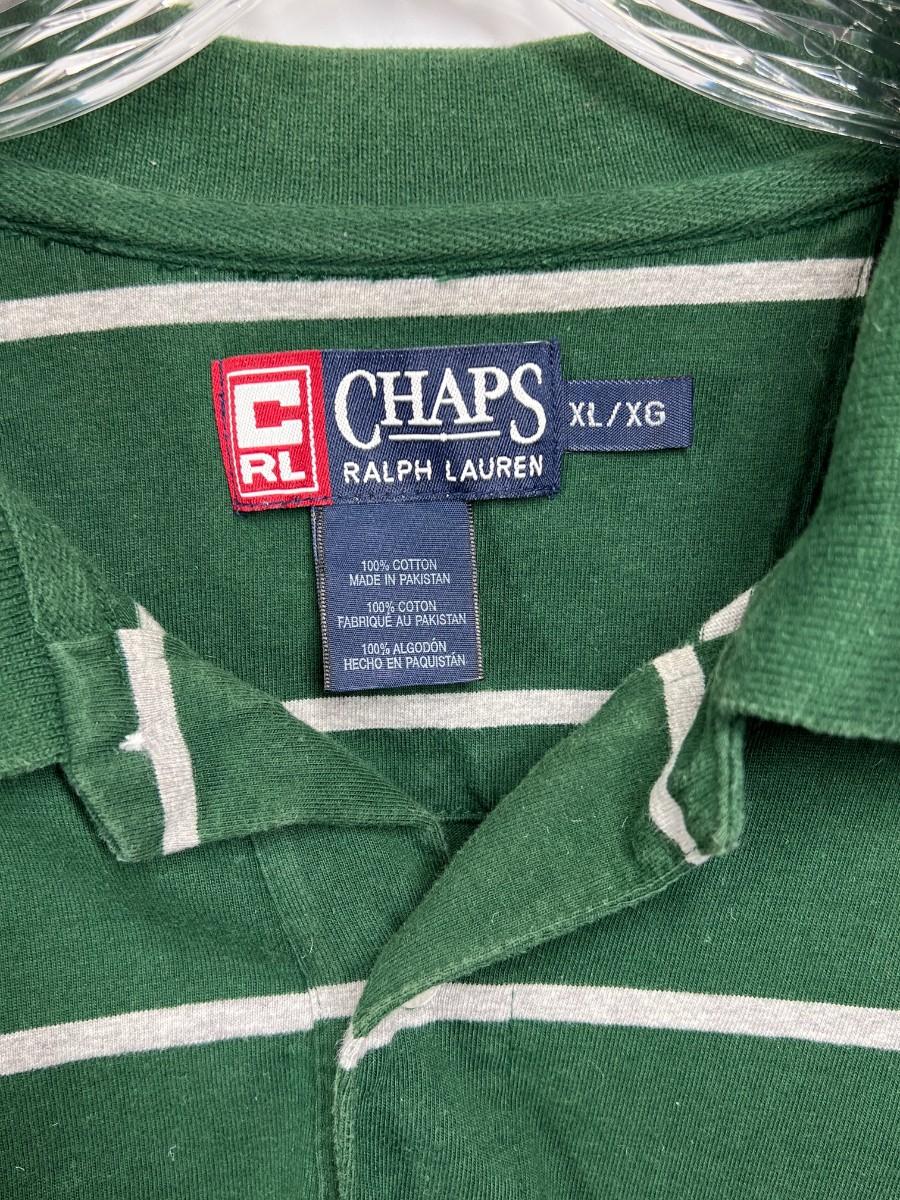 C
RL
CHAPS
RALPH LAUREN
XL/XG
100% COTTON
MADE IN PAKISTAN
100% COTON
FABRIQUÉ AU PAKISTAN
100% ALGODÓN
HECHO EN PAQUISTÁN